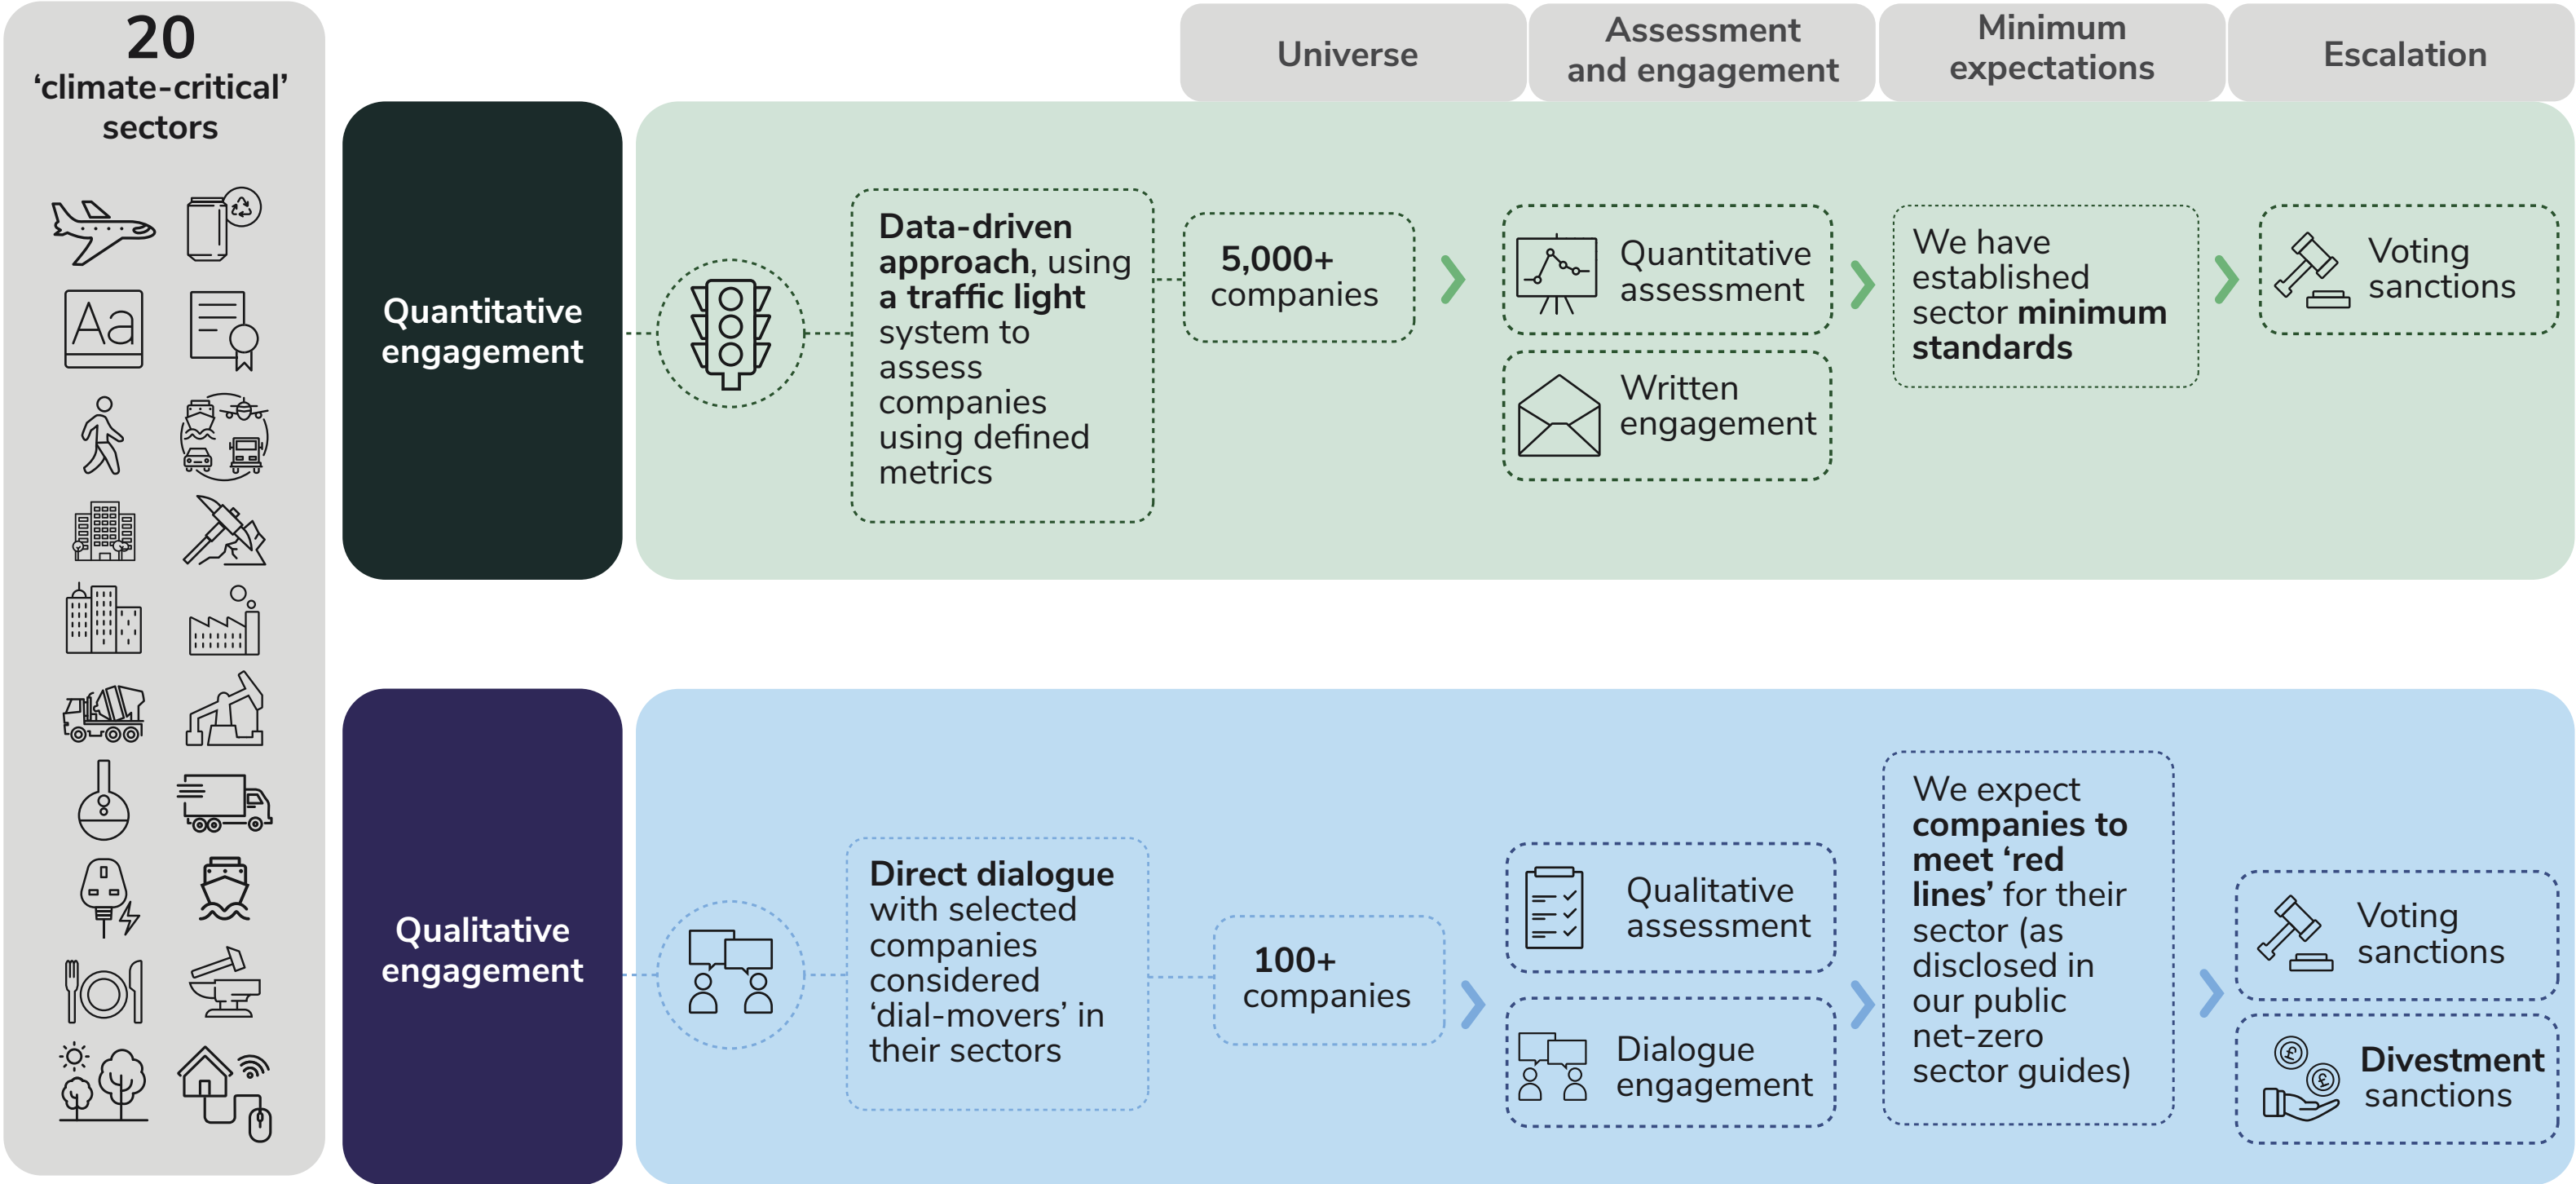 20
‘climate-critical’
sectors
Aa
Universe
Assessment
and engagement
Minimum
expectations
Escalation
Quantitative
engagement
Data-driven
approach, using
a traffic light
system to
assess
companies
using defined
metrics
5,000+
companies
Quantitative
assessment
Written
engagement
We have
established
sector minimum
standards
Voting
sanctions
Qualitative
engagement
Direct dialogue
with selected
companies
considered
‘dial-movers’ in
their sectors
100+
companies
Qualitative
assessment
Dialogue
engagement
We expect
companies to
meet ‘red
lines’ for their
sector (as
disclosed in
our public
net-zero
sector guides)
Voting
sanctions
£
£
Divestment
sanctions